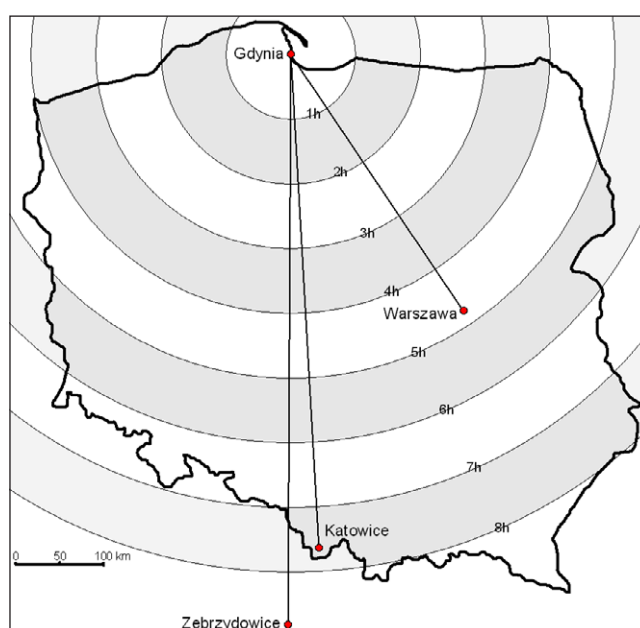 Gdynia
1h
2h
3h
4h
Warszawa
5h
6h
7h
8h
Katowice
0 50 100 km
Zebrzydowice